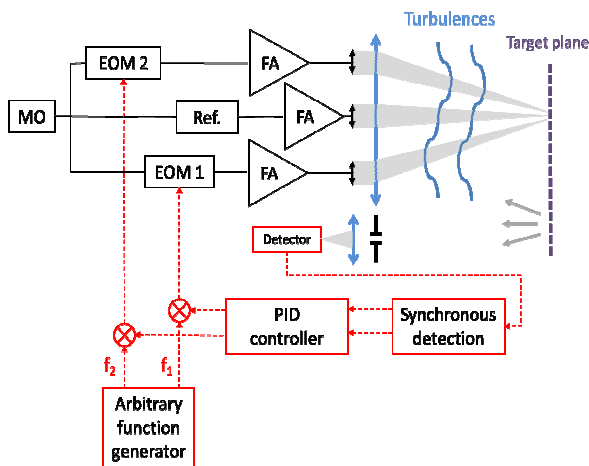 Turbulences
Target plane
EOM 2
FA
MO
Ref.
FA
EOM 1
FA
Detector
PID
controller
Synchronous
detection
f2
f1
Arbitrary
function
generator